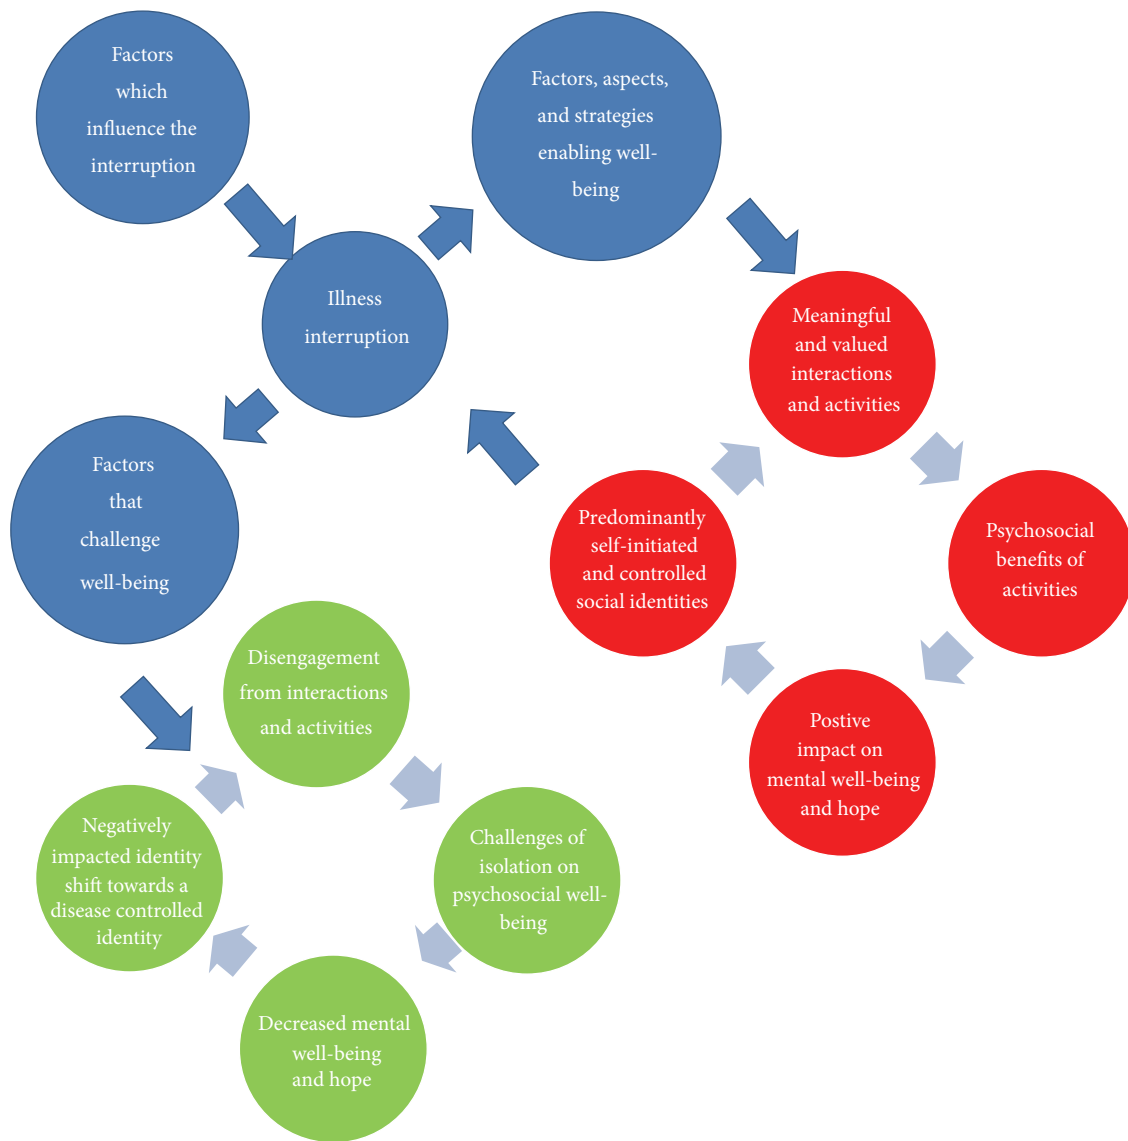 Factors
which
influence the
interruption
Factors, aspects,
and strategies
enabling well-
being
Illness
interruption
Meaningful
and valued
interactions
and activities
Factors
that
challenge
well-being
Predominantly
self-initiated
and controlled
social identities
Psychosocial
benefits of
activities
Disengagement
from interactions
and activities
Postive
impact on
mental well-being
and hope
Negatively
impacted identity
shift towards a
disease controlled
identity
Challenges of
isolation on
psychosocial well-
being
Decreased mental
well-being
and hope